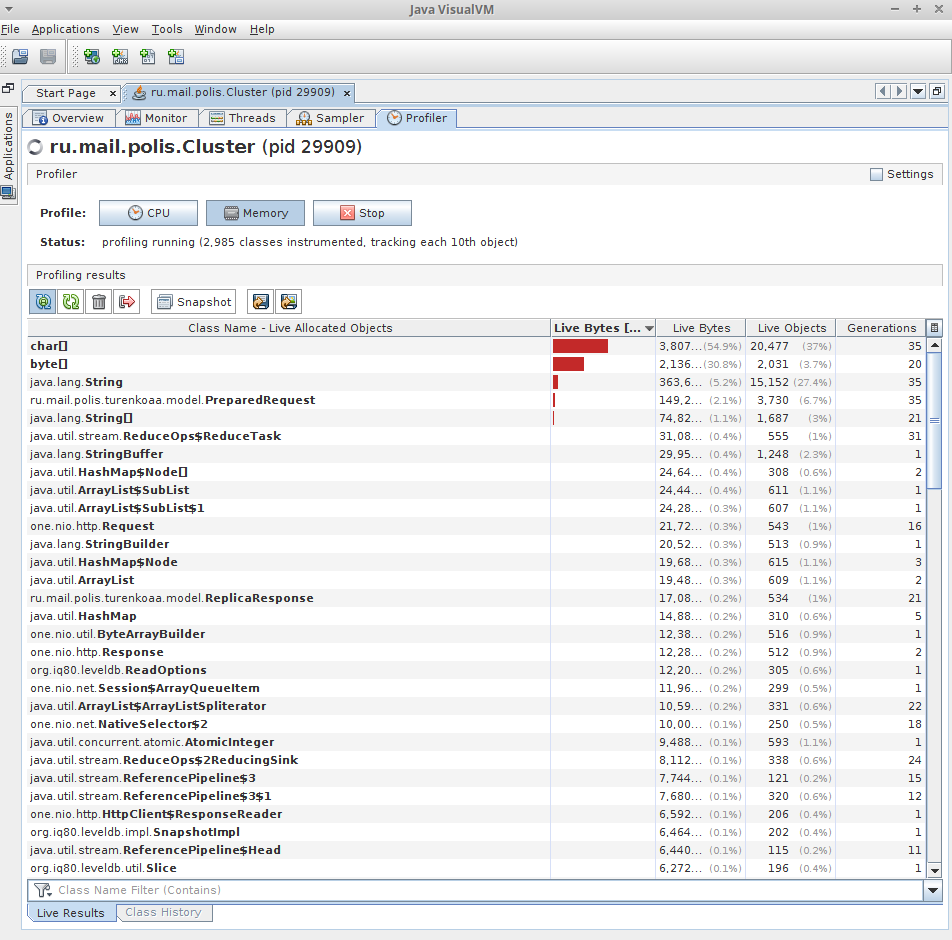 Java VisualVM
File Applications View Tools Window Help
Start Page ru.mail.polis.Cluster (pid 29909)
Applications
Overview Monitor Threads Sampler Profiler
ru.mail.polis.Cluster (pid 29909)
Profiler Settings
Profile: CPU Memory Stop
Status: profiling running (2,985 classes instrumented, tracking each 10th object)
Profiling results
Snapshot
Class Name - Live Allocated Objects Live Bytes [... Live Bytes Live Objects Generations
char[] 3,807... (54.9%) 20,477 (37%) 35
byte[] 2,136... (30.8%) 2,031 (3.7%) 20
java.lang.String 363,6... (5.2%) 15,152 (27.4%) 35
ru.mail.polis.turenkoaa.model.PreparedRequest 149,2... (2.1%) 3,730 (6.7%) 35
java.lang.String[] 74,82... (1.1%) 1,687 (3%) 21
java.util.stream.ReduceOps$ReduceTask 31,08... (0.4%) 555 (1%) 31
java.lang.StringBuffer 29,95... (0.4%) 1,248 (2.3%) 1
java.util.HashMap$Node[] 24,64... (0.4%) 308 (0.6%) 2
java.util.ArrayList$SubList 24,44... (0.4%) 611 (1.1%) 1
java.util.ArrayList$SubList$1 24,28... (0.3%) 607 (1.1%) 1
one.nio.http.Request 21,72... (0.3%) 543 (1%) 16
java.lang.StringBuilder 20,52... (0.3%) 513 (0.9%) 1
java.util.HashMap$Node 19,68... (0.3%) 615 (1.1%) 3
java.util.ArrayList 19,48... (0.3%) 609 (1.1%) 2
ru.mail.polis.turenkoaa.model.ReplicaResponse 17,08... (0.2%) 534 (1%) 21
java.util.HashMap 14,88... (0.2%) 310 (0.6%) 5
one.nio.util.ByteArrayBuilder 12,38... (0.2%) 516 (0.9%) 1
one.nio.http.Response 12,28... (0.2%) 512 (0.9%) 2
org.iq80.leveldb.ReadOptions 12,20... (0.2%) 305 (0.6%) 1
one.nio.net.Session$ArrayQueueItem 11,96... (0.2%) 299 (0.5%) 1
java.util.ArrayList$ArrayListSpliterator 10,59... (0.2%) 331 (0.6%) 22
one.nio.net.NativeSelector$2 10,00... (0.1%) 250 (0.5%) 18
java.util.concurrent.atomic.AtomicInteger 9,488... (0.1%) 593 (1.1%) 1
java.util.stream.ReduceOps$2ReducingSink 8,112... (0.1%) 338 (0.6%) 24
java.util.stream.ReferencePipeline$3 7,744... (0.1%) 121 (0.2%) 15
java.util.stream.ReferencePipeline$3$1 7,680... (0.1%) 320 (0.6%) 12
one.nio.http.HttpClient$ResponseReader 6,592... (0.1%) 206 (0.4%) 1
org.iq80.leveldb.impl.SnapshotImpl 6,464... (0.1%) 202 (0.4%) 1
java.util.stream.ReferencePipeline$Head 6,440... (0.1%) 115 (0.2%) 11
org.iq80.leveldb.util.Slice 6,272... (0.1%) 196 (0.4%) 1
Class Name Filter (Contains)
Live Results Class History